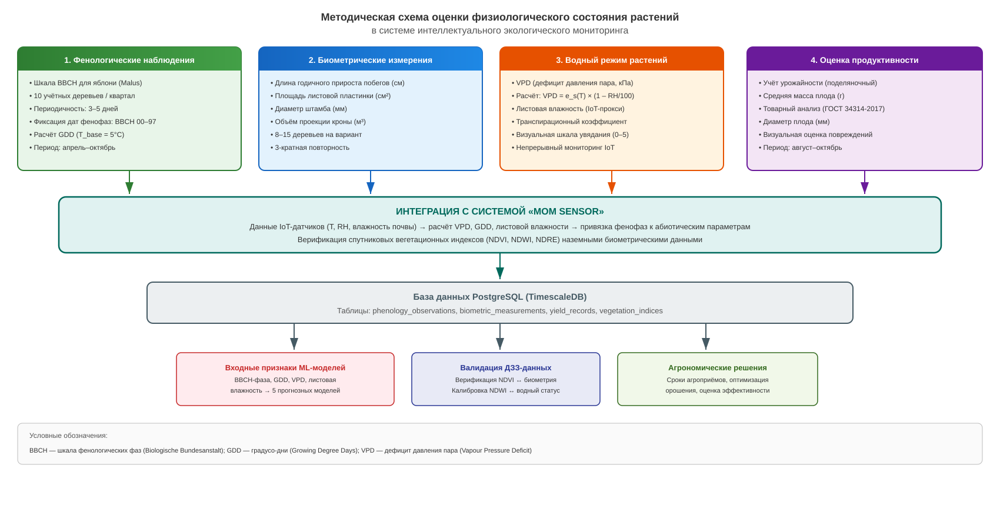 Методическая схема оценки физиологического состояния растений
в системе интеллектуального экологического мониторинга
1. Фенологические наблюдения
• Шкала BBCH для яблони (Malus)
• 10 учётных деревьев / квартал
• Периодичность: 3–5 дней
• Фиксация дат фенофаз: BBCH 00–97
• Расчёт GDD (T_base = 5°C)
• Период: апрель–октябрь
2. Биометрические измерения
• Длина годичного прироста побегов (см)
• Площадь листовой пластинки (см²)
• Диаметр штамба (мм)
• Объём проекции кроны (м³)
• 8–15 деревьев на вариант
• 3-кратная повторность
3. Водный режим растений
• VPD (дефицит давления пара, кПа)
• Расчёт: VPD = e_s(T) × (1 – RH/100)
• Листовая влажность (IoT-прокси)
• Транспирационный коэффициент
• Визуальная шкала увядания (0–5)
• Непрерывный мониторинг IoT
4. Оценка продуктивности
• Учёт урожайности (поделяночный)
• Средняя масса плода (г)
• Товарный анализ (ГОСТ 34314-2017)
• Диаметр плода (мм)
• Визуальная оценка повреждений
• Период: август–октябрь
ИНТЕГРАЦИЯ С СИСТЕМОЙ «MOM SENSOR»
Данные IoT-датчиков (T, RH, влажность почвы) → расчёт VPD, GDD, листовой влажности → привязка фенофаз к абиотическим параметрам
Верификация спутниковых вегетационных индексов (NDVI, NDWI, NDRE) наземными биометрическими данными
База данных PostgreSQL (TimescaleDB)
Таблицы: phenology_observations, biometric_measurements, yield_records, vegetation_indices
Входные признаки ML-моделей
BBCH-фаза, GDD, VPD, листовая
влажность → 5 прогнозных моделей
Валидация ДЗЗ-данных
Верификация NDVI ↔ биометрия
Калибровка NDWI ↔ водный статус
Агрономические решения
Сроки агроприёмов, оптимизация
орошения, оценка эффективности
Условные обозначения:
BBCH — шкала фенологических фаз (Biologische Bundesanstalt); GDD — градусо-дни (Growing Degree Days); VPD — дефицит давления пара (Vapour Pressure Deficit)